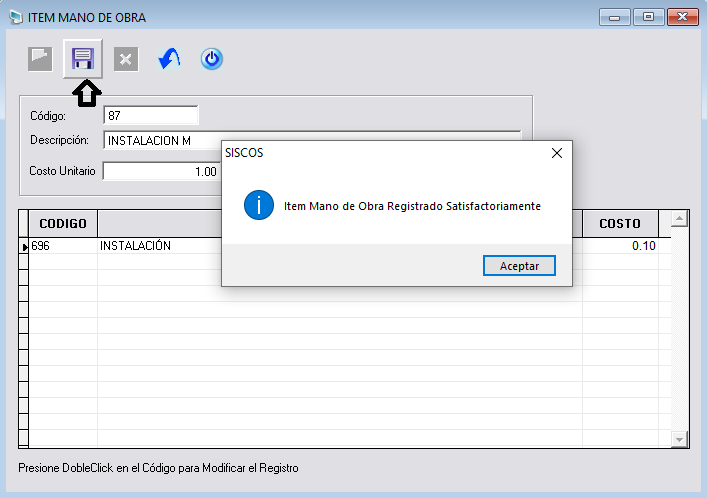 ITEM MANO DE OBRA
Código: 87
Descripción: INSTALACION M
Costo Unitario 1.00
SISCOS
Item Mano de Obra Registrado Satisfactoriamente
Aceptar
CODIGO COSTO
696 INSTALACIÓN 0.10
Presione DobleClick en el Código para Modificar el Registro